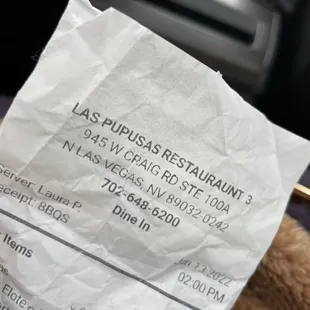 LAS PUPUSAS RESTAURAUNT 3
945 W CRAIG RD STE 100A
N LAS VEGAS, NV 89032-0242
702-648-6200
Dine In
Server: Laura P.
Receipt: 8BQS
Jun 13 2022
02:00 PM
Items
Elote